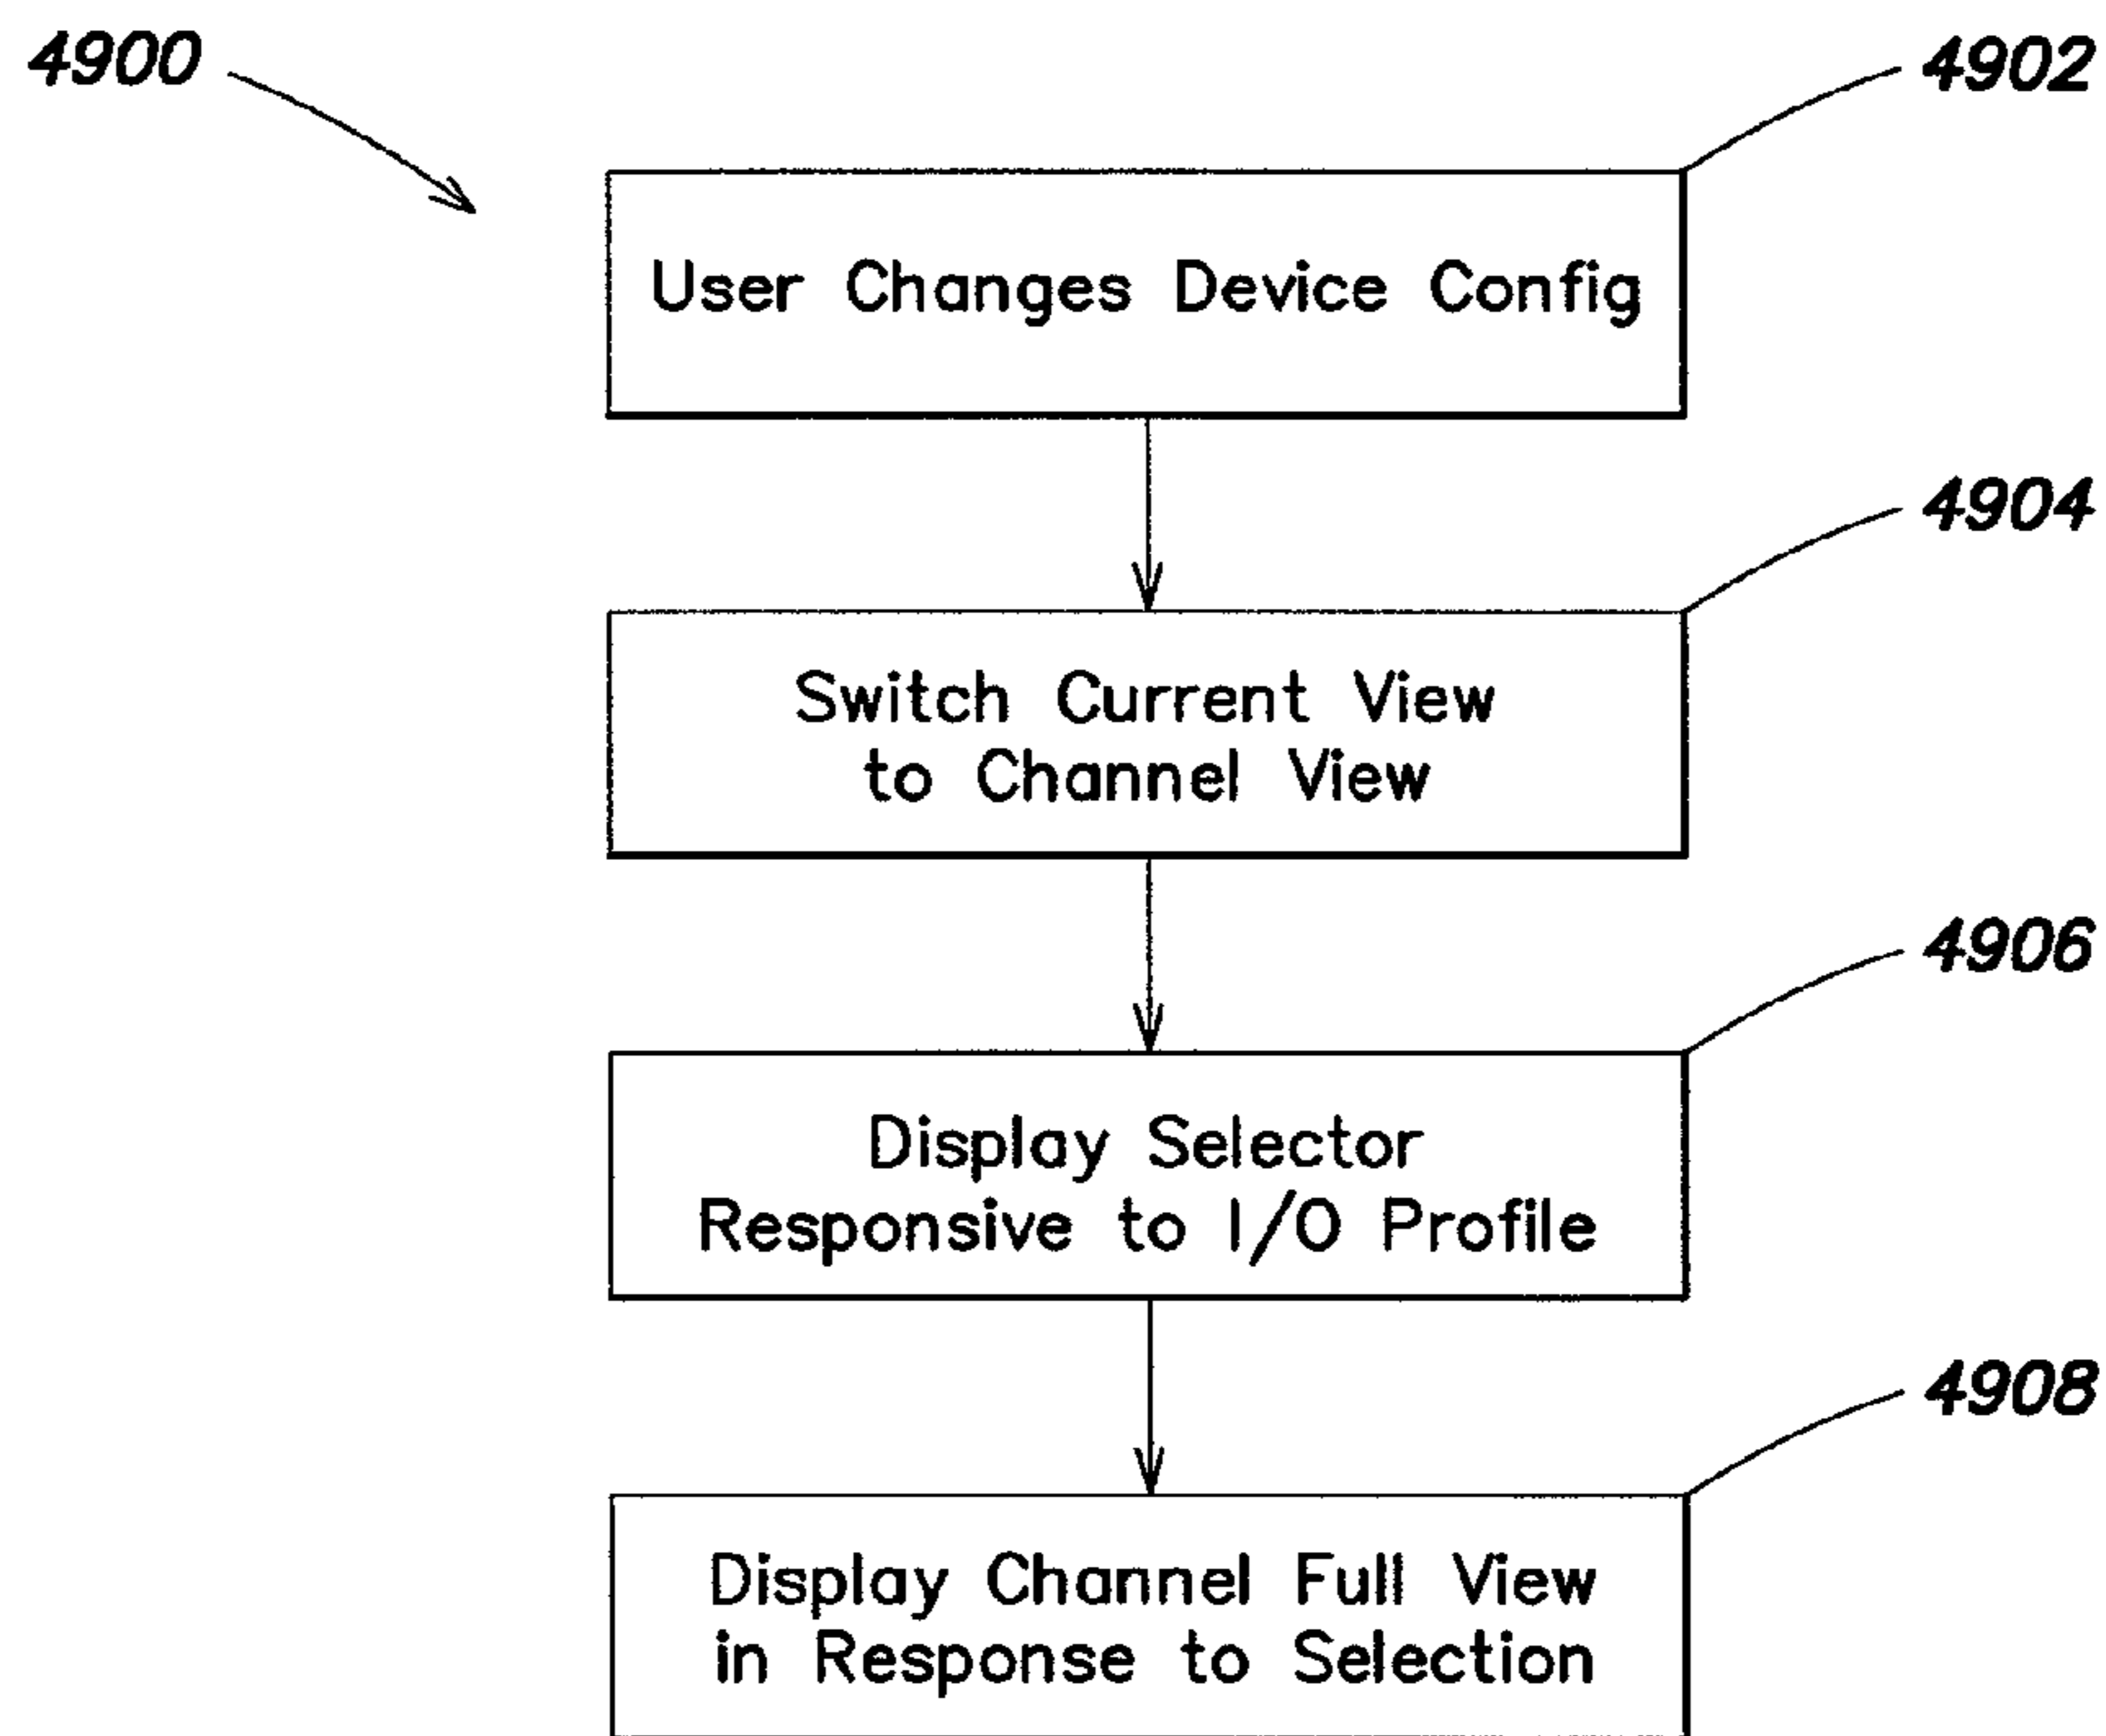 4900
4902
User Changes Device Config
4904
Switch Current View
to Channel View
4906
Display Selector
Responsive to I/O Profile
4908
Display Channel Full View
in Response to Selection